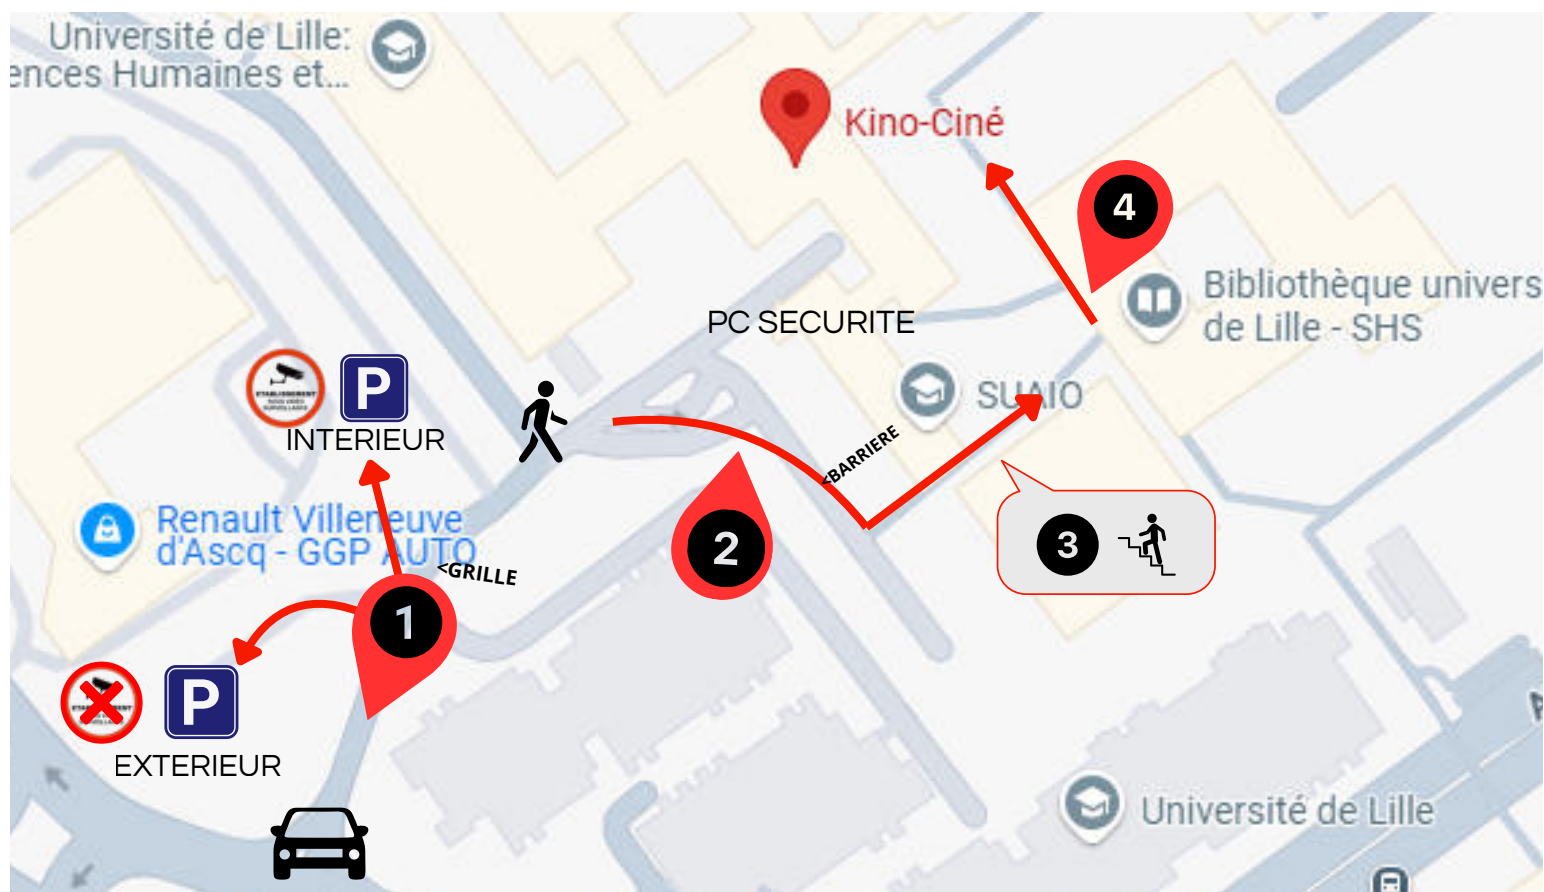 Université de Lille:
ences Humaines et...
Kino-Ciné
4
Bibliothèque univers
de Lille - SHS
PC SECURITE
SUAIO
P
INTERIEUR
<BARRIERE
Renault Villeneuve
d'Ascq - GGP AUTO
<GRILLE
2
3
1
P
EXTERIEUR
Université de Lille